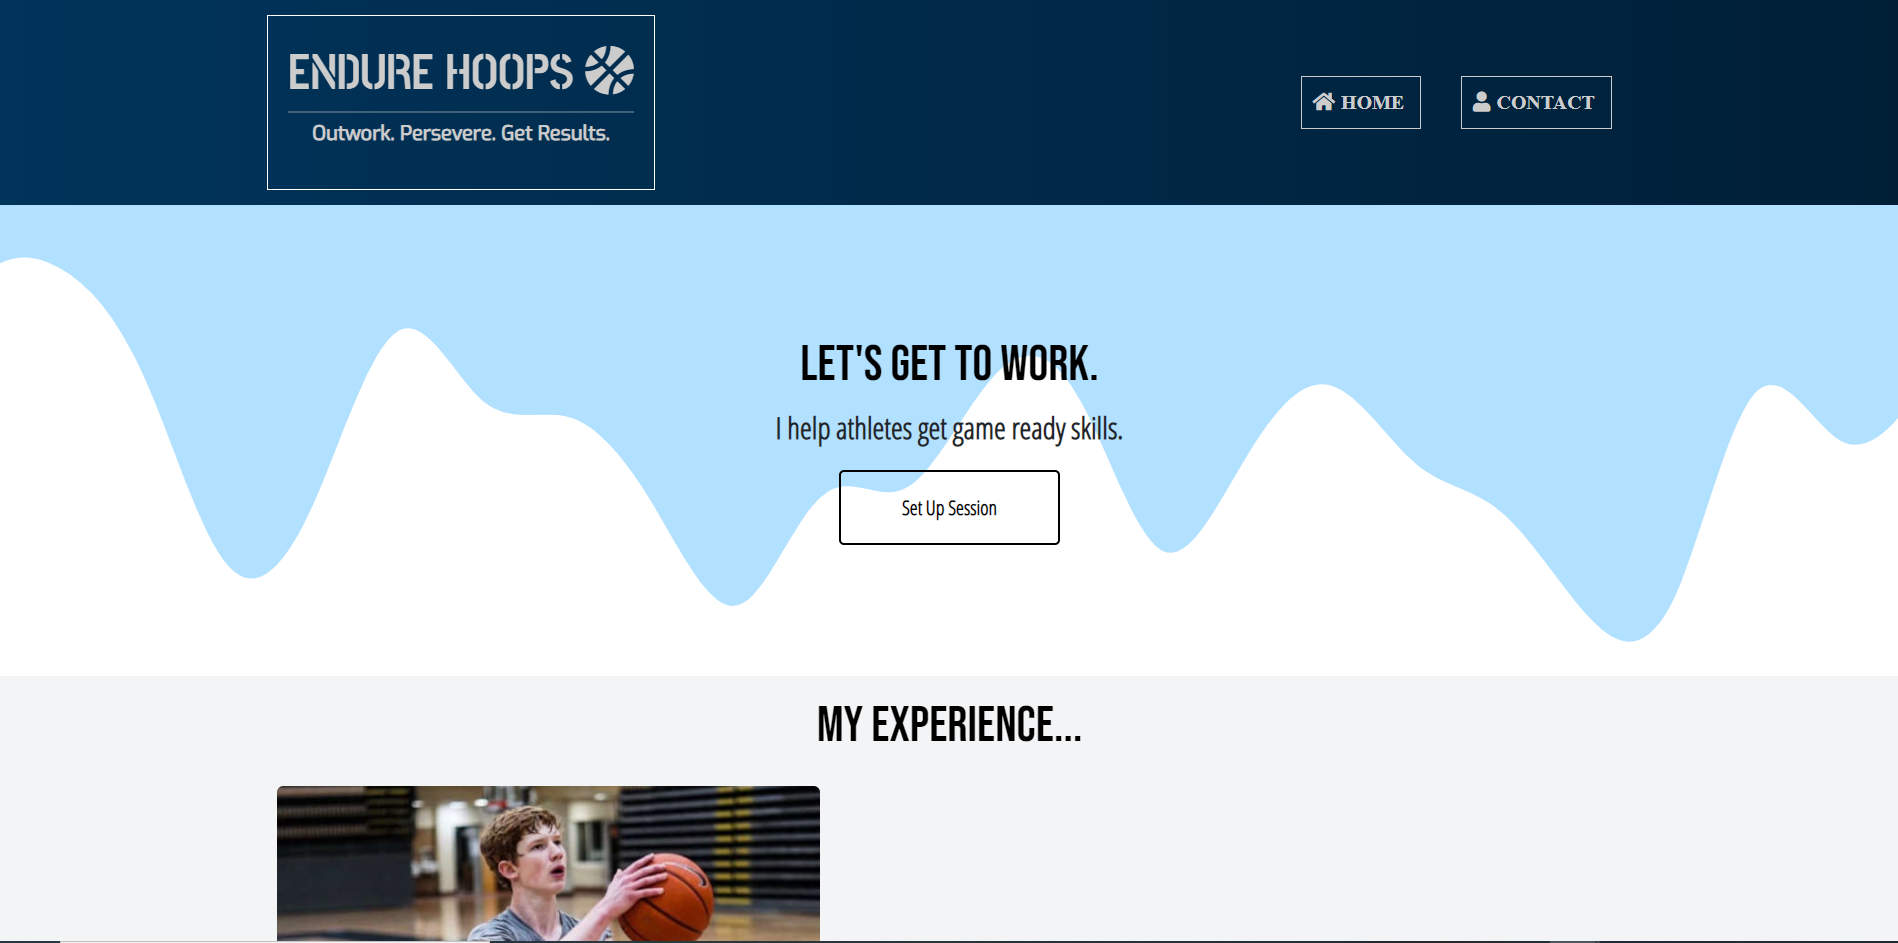 ENDURE HOOPS
Outwork. Persevere. Get Results.
HOME
CONTACT
LET'S GET TO WORK.
I help athletes get game ready skills.
Set Up Session
MY EXPERIENCE...